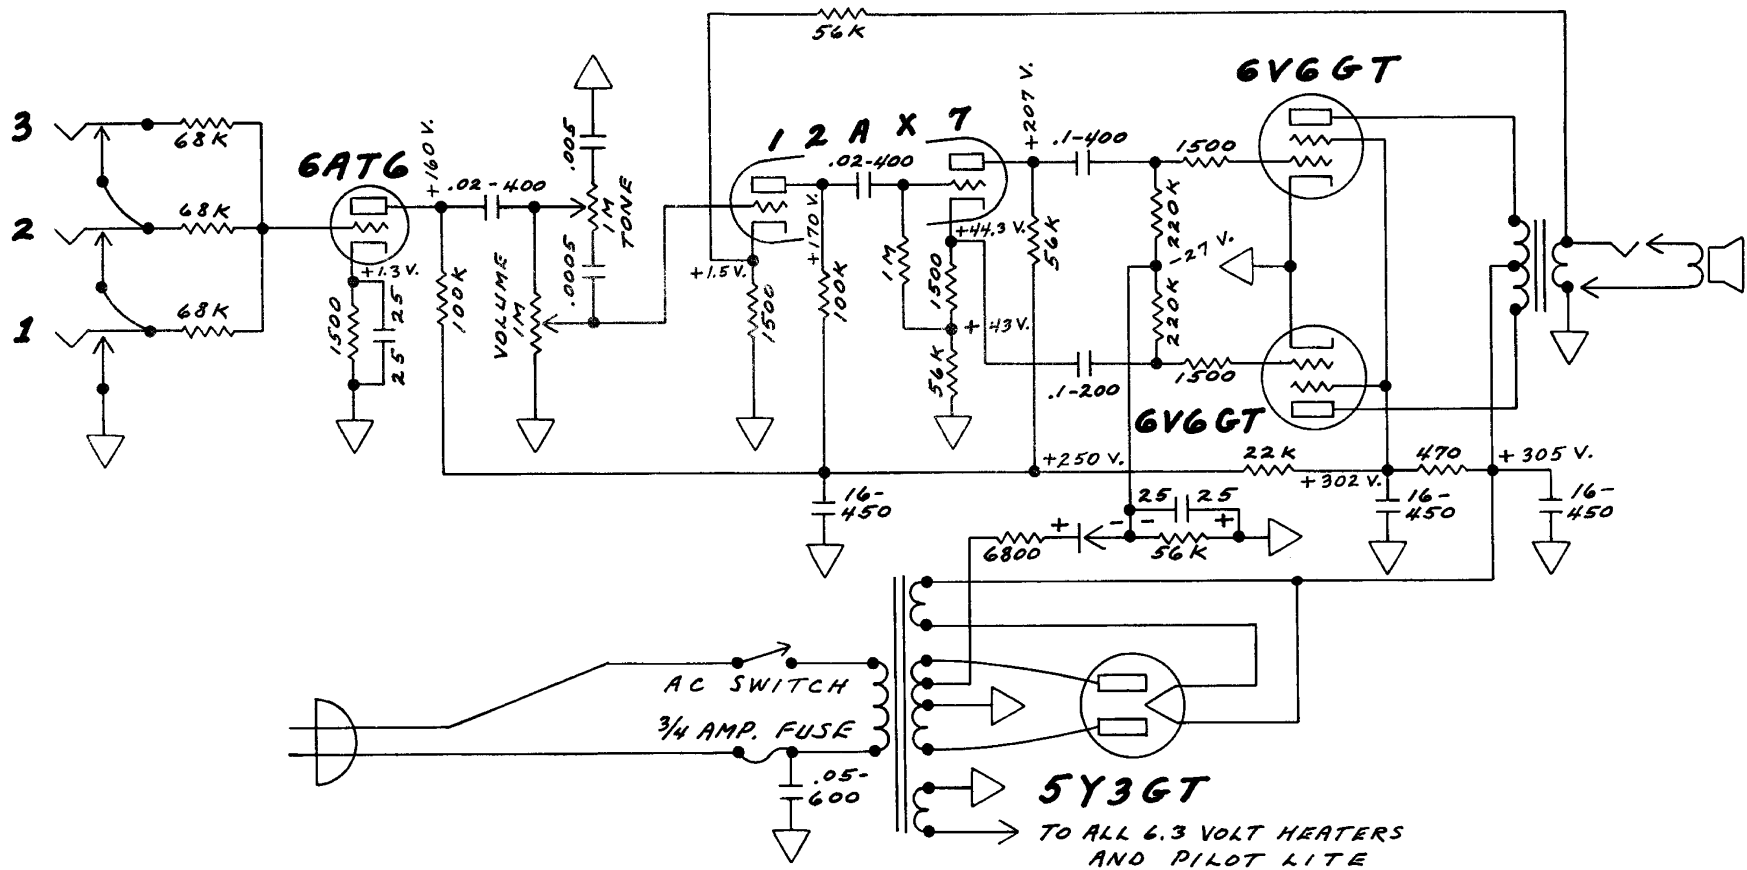 56K
6V6GT
3
68K
6AT6
+160 V.
.02-400
.005
1M
TONE
.0005
12AX7
.02-400
+207 V.
.1-400
1500
220K
2
68K
+1.3 V.
1500
25
25
100K
VOLUME
1M
+1.5 V.
1500
+170 V.
100K
1M
+44.3 V.
1500
56K
-27 V.
220K
1
68K
+43 V.
56K
.1-200
1500
6V6GT
+250 V.
22K
+302 V.
470
+305 V.
16-
450
25
25
+
-
-
+
6800
56K
16-
450
16-
450
AC SWITCH
3/4 AMP. FUSE
.05-
600
5Y3GT
TO ALL 6.3 VOLT HEATERS
AND PILOT LITE